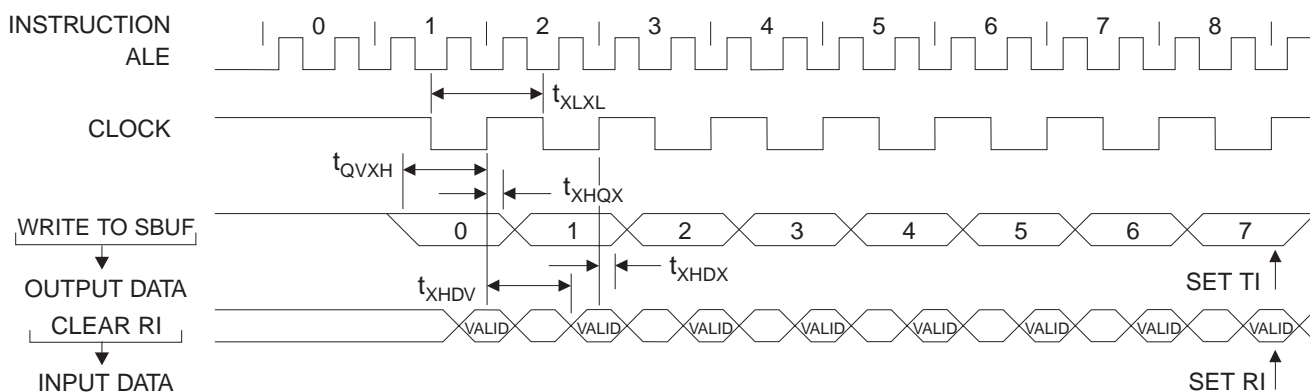 INSTRUCTION 0 1 2 3 4 5 6 7 8
ALE
tXLXL
CLOCK
tQVXH
tXHQX
WRITE TO SBUF 0 1 2 3 4 5 6 7
tXHDX
tXHDV
OUTPUT DATA SET TI
CLEAR RI VALID VALID VALID VALID VALID VALID VALID VALID
INPUT DATA SET RI